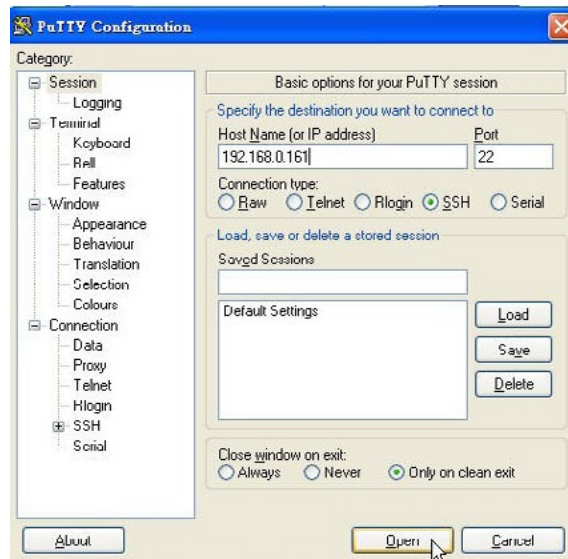 PuTTY Configuration
Category:
Session
Logging
Terminal
Keyboard
Bell
Features
Window
Appearance
Behaviour
Translation
Selection
Colours
Connection
Data
Proxy
Telnet
Rlogin
SSH
Serial
Basic options for your PuTTY session
Specify the destination you want to connect to
Host Name (or IP address) Port
192.168.0.161 22
Connection type:
Raw Telnet Rlogin SSH Serial
Load, save or delete a stored session
Saved Sessions
Default Settings
Load
Save
Delete
Close window on exit:
Always Never Only on clean exit
About Open Cancel